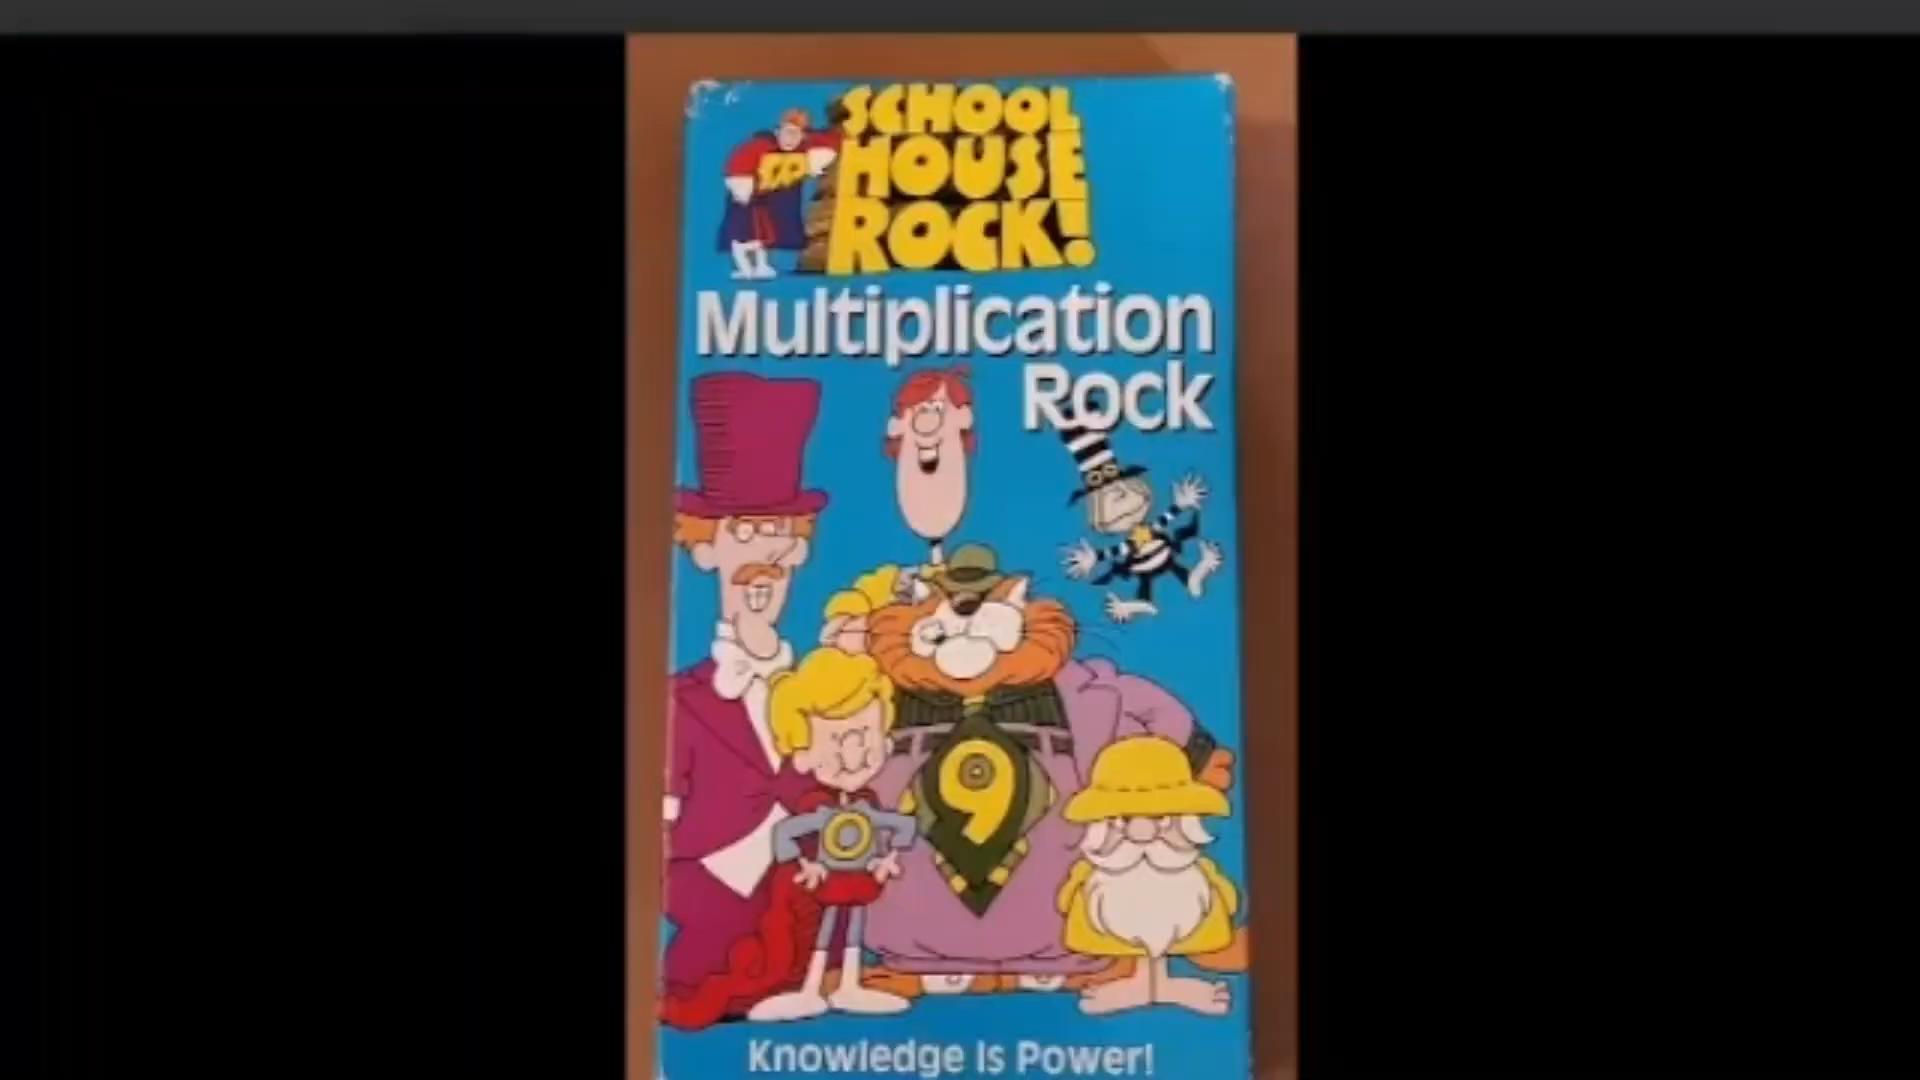 SCHOOL
HOUSE
ROCK!
Multiplication
Rock
9
Knowledge Is Power!